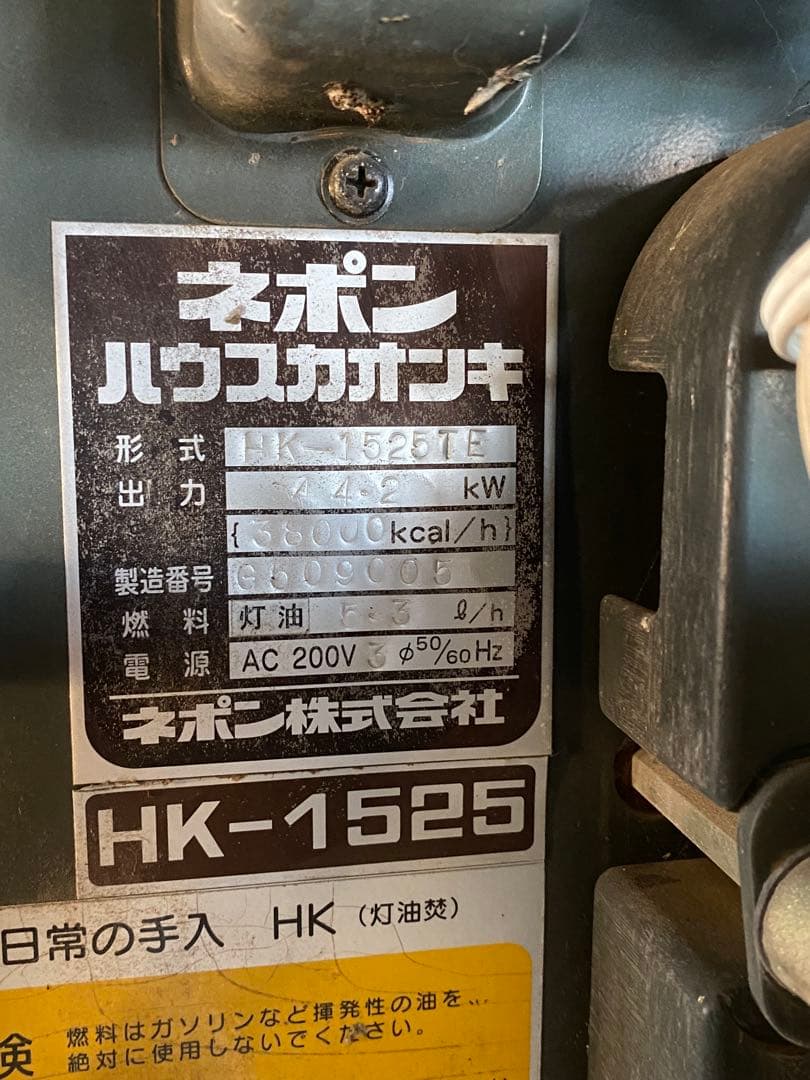 ネポン
ハウスカオンキ
形式 HK-1525TE
出力 44.2 kW
{38000kcal/h}
製造番号 G509005
燃料 灯油 5.3 ℓ/h
電源 AC 200V 3 φ50/60Hz
ネポン株式会社
HK-1525
日常の手入 HK (灯油焚)
険 燃料はガソリンなど揮発性の油を、
絶対に使用しないでください。